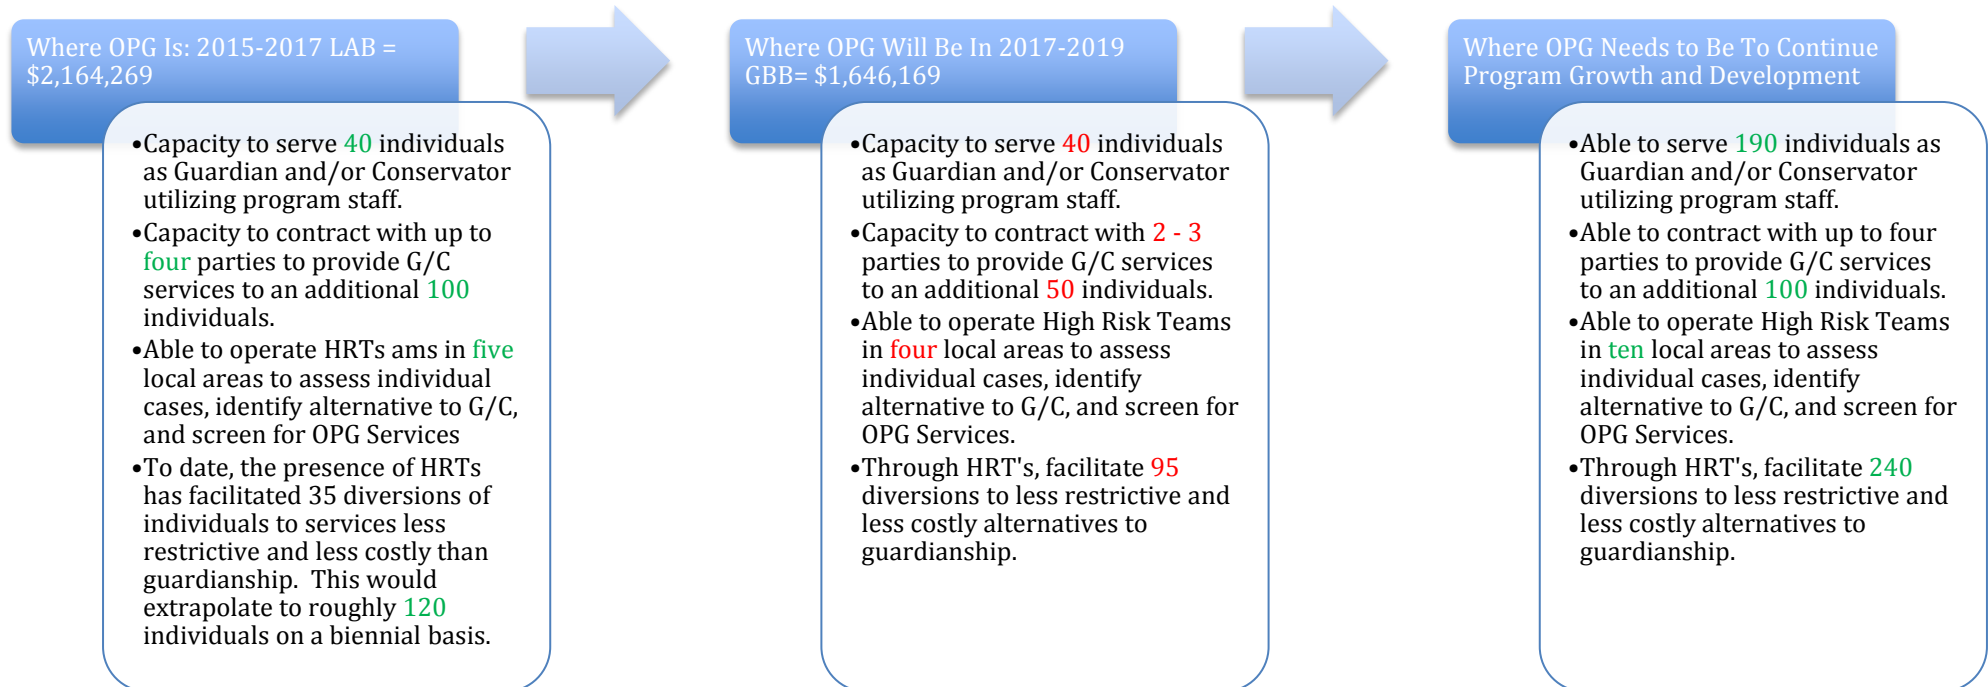 Where OPG Is: 2015-2017 LAB =
$2,164,269
•Capacity to serve 40 individuals
as Guardian and/or Conservator
utilizing program staff.
•Capacity to contract with up to
four parties to provide G/C
services to an additional 100
individuals.
•Able to operate HRTs ams in five
local areas to assess individual
cases, identify alternative to G/C,
and screen for OPG Services
•To date, the presence of HRTs
has facilitated 35 diversions of
individuals to services less
restrictive and less costly than
guardianship.  This would
extrapolate to roughly 120
individuals on a biennial basis.
Where OPG Will Be In 2017-2019
GBB= $1,646,169
•Capacity to serve 40 individuals
as Guardian and/or Conservator
utilizing program staff.
•Capacity to contract with 2 - 3
parties to provide G/C services
to an additional 50 individuals.
•Able to operate High Risk Teams
in four local areas to assess
individual cases, identify
alternative to G/C, and screen for
OPG Services.
•Through HRT's, facilitate 95
diversions to less restrictive and
less costly alternatives to
guardianship.
Where OPG Needs to Be To Continue
Program Growth and Development
•Able to serve 190 individuals as
Guardian and/or Conservator
utilizing program staff.
•Able to contract with up to four
parties to provide G/C services
to an additional 100 individuals.
•Able to operate High Risk Teams
in ten local areas to assess
individual cases, identify
alternative to G/C, and screen for
OPG Services.
•Through HRT's, facilitate 240
diversions to less restrictive and
less costly alternatives to
guardianship.